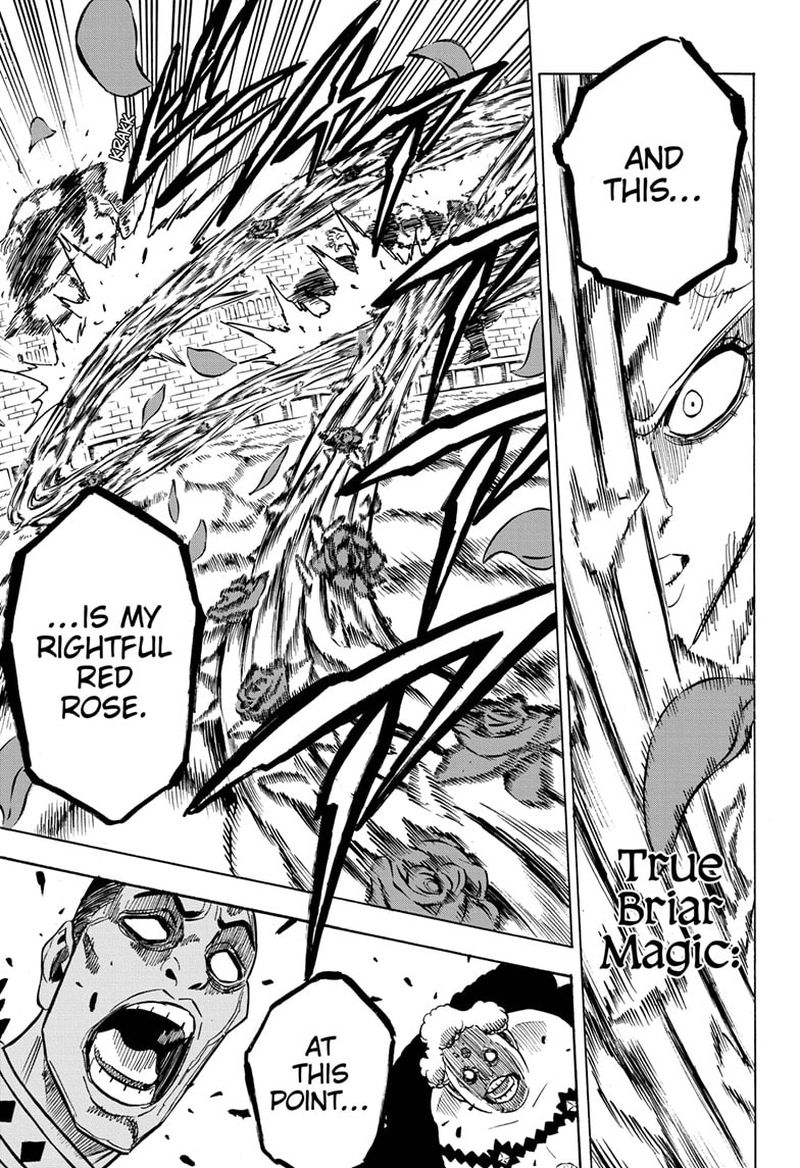 AND
THIS...
KRAKK
...IS MY
RIGHTFUL
RED
ROSE.
True
Briar
Magic:
AT
THIS
POINT...